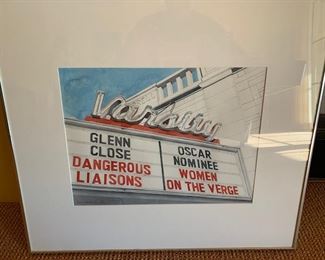 Varsity
GLENN
CLOSE
DANGEROUS
LIAISONS
OSCAR
NOMINEE
WOMEN
ON THE VERGE